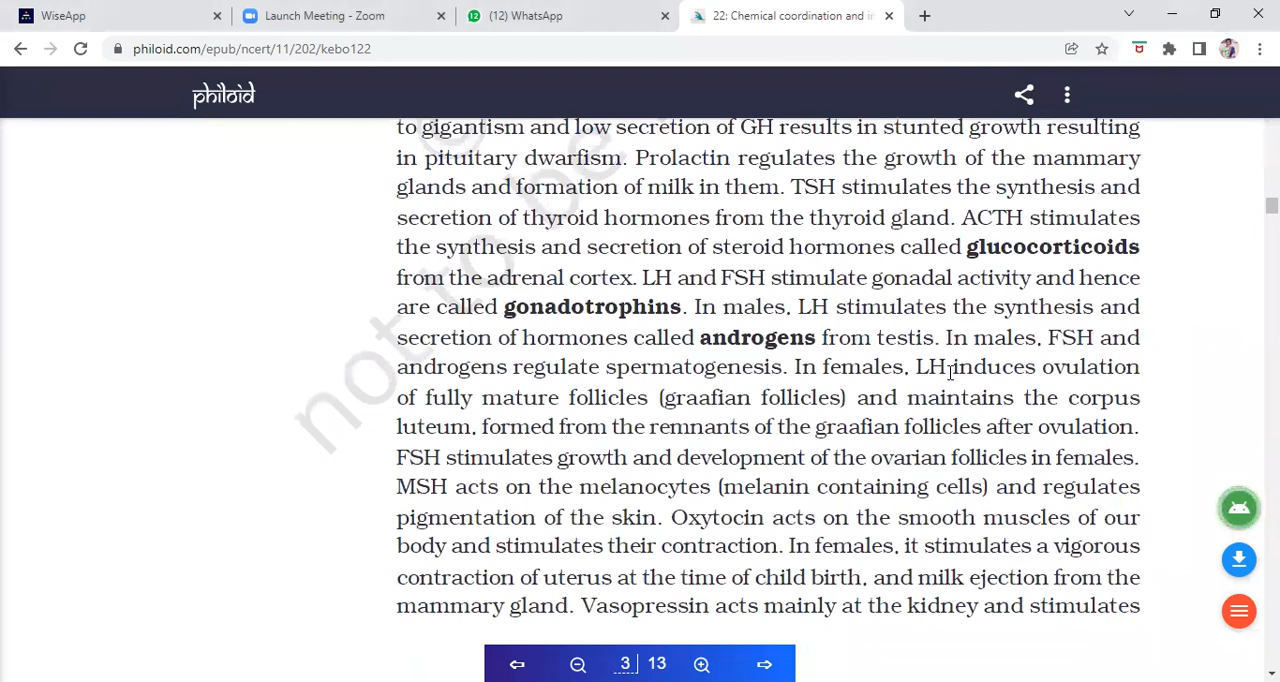 WiseApp
Launch Meeting - Zoom
12
(12) WhatsApp
22: Chemical coordination and in
philoid.com/epub/ncert/11/202/kebo122
philoid
to gigantism and low secretion of GH results in stunted growth resulting
in pituitary dwarfism. Prolactin regulates the growth of the mammary
glands and formation of milk in them. TSH stimulates the synthesis and
secretion of thyroid hormones from the thyroid gland. ACTH stimulates
the synthesis and secretion of steroid hormones called glucocorticoids
from the adrenal cortex. LH and FSH stimulate gonadal activity and hence
are called gonadotrophins. In males, LH stimulates the synthesis and
secretion of hormones called androgens from testis. In males, FSH and
androgens regulate spermatogenesis. In females, LH induces ovulation
of fully mature follicles (graafian follicles) and maintains the corpus
luteum, formed from the remnants of the graafian follicles after ovulation.
FSH stimulates growth and development of the ovarian follicles in females.
MSH acts on the melanocytes (melanin containing cells) and regulates
pigmentation of the skin. Oxytocin acts on the smooth muscles of our
body and stimulates their contraction. In females, it stimulates a vigorous
contraction of uterus at the time of child birth, and milk ejection from the
mammary gland. Vasopressin acts mainly at the kidney and stimulates
not to be
3 13